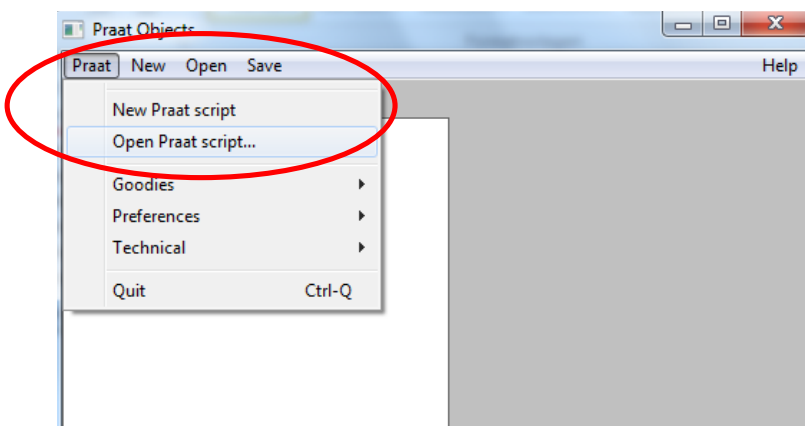 Praat Objects
Praat New Open Save Help
New Praat script
Open Praat script...
Goodies
Preferences
Technical
Quit Ctrl-Q